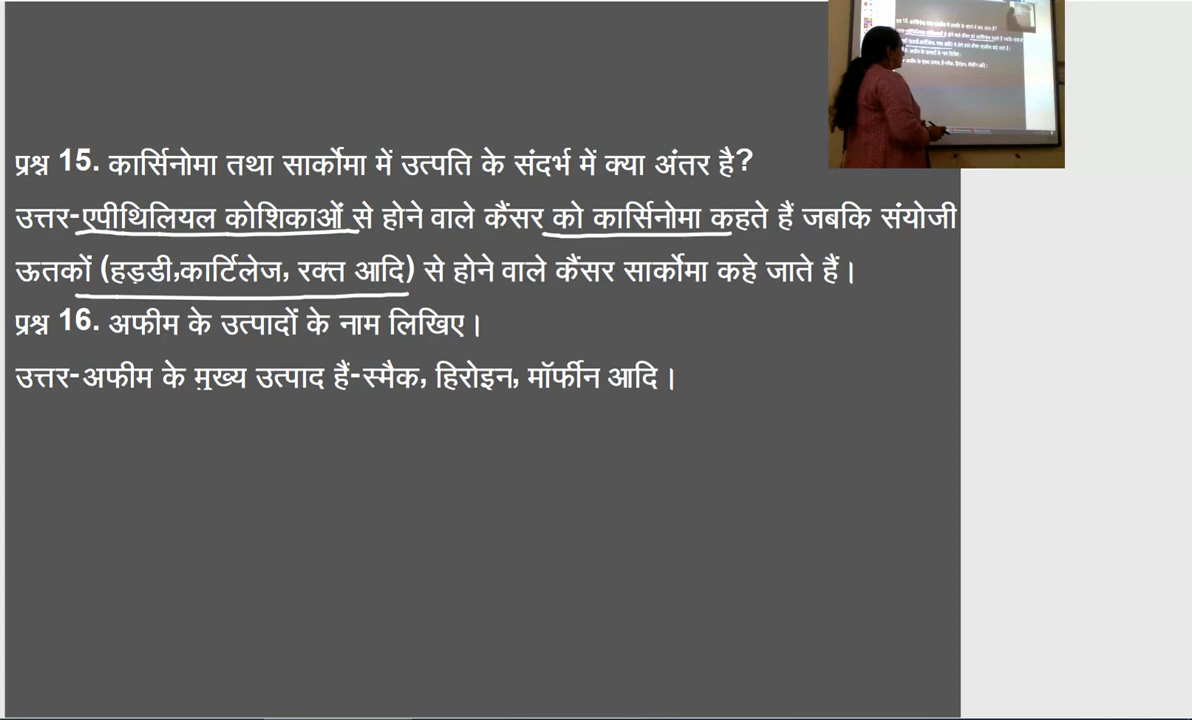 प्रश्न 15. कार्सिनोमा तथा सार्कोमा में उत्पति के संदर्भ में क्या अंतर है?
उत्तर-एपीथिलियल कोशिकाओं से होने वाले कैंसर को कार्सिनोमा कहते हैं जबकि संयोजी
ऊतकों (हड़डी,कार्टिलेज, रक्त आदि) से होने वाले कैंसर सार्कोमा कहे जाते हैं।
प्रश्न 16. अफीम के उत्पादों के नाम लिखिए।
उत्तर-अफीम के मुख्य उत्पाद हैं-स्मैक, हिरोइन, मॉर्फीन आदि।